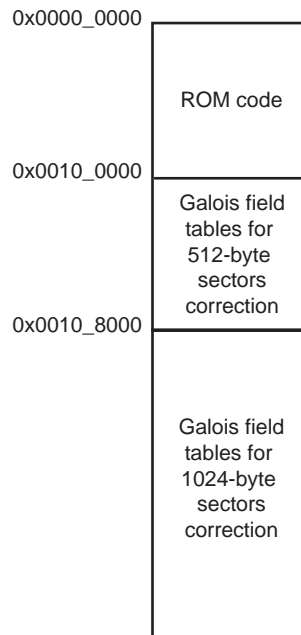 0x0000_0000
ROM code
0x0010_0000
Galois field
tables for
512-byte
sectors
correction
0x0010_8000
Galois field
tables for
1024-byte
sectors
correction